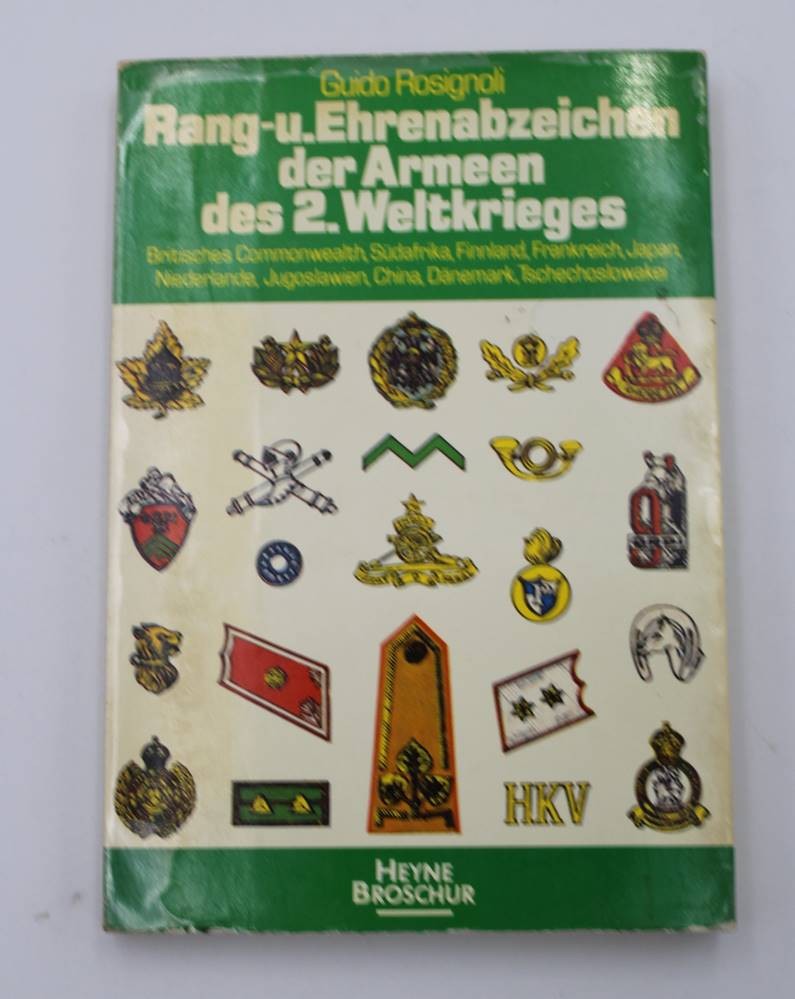 Guido Rosignoli
Rang-u.Ehrenabzeichen
der Armeen
des 2. Weltkrieges
Britisches Commonwealth, Südafrika, Finnland, Frankreich, Japan,
Niederlande, Jugoslawien, China, Dänemark, Tschechoslowakei
9
HKV
HEYNE
BROSCHUR